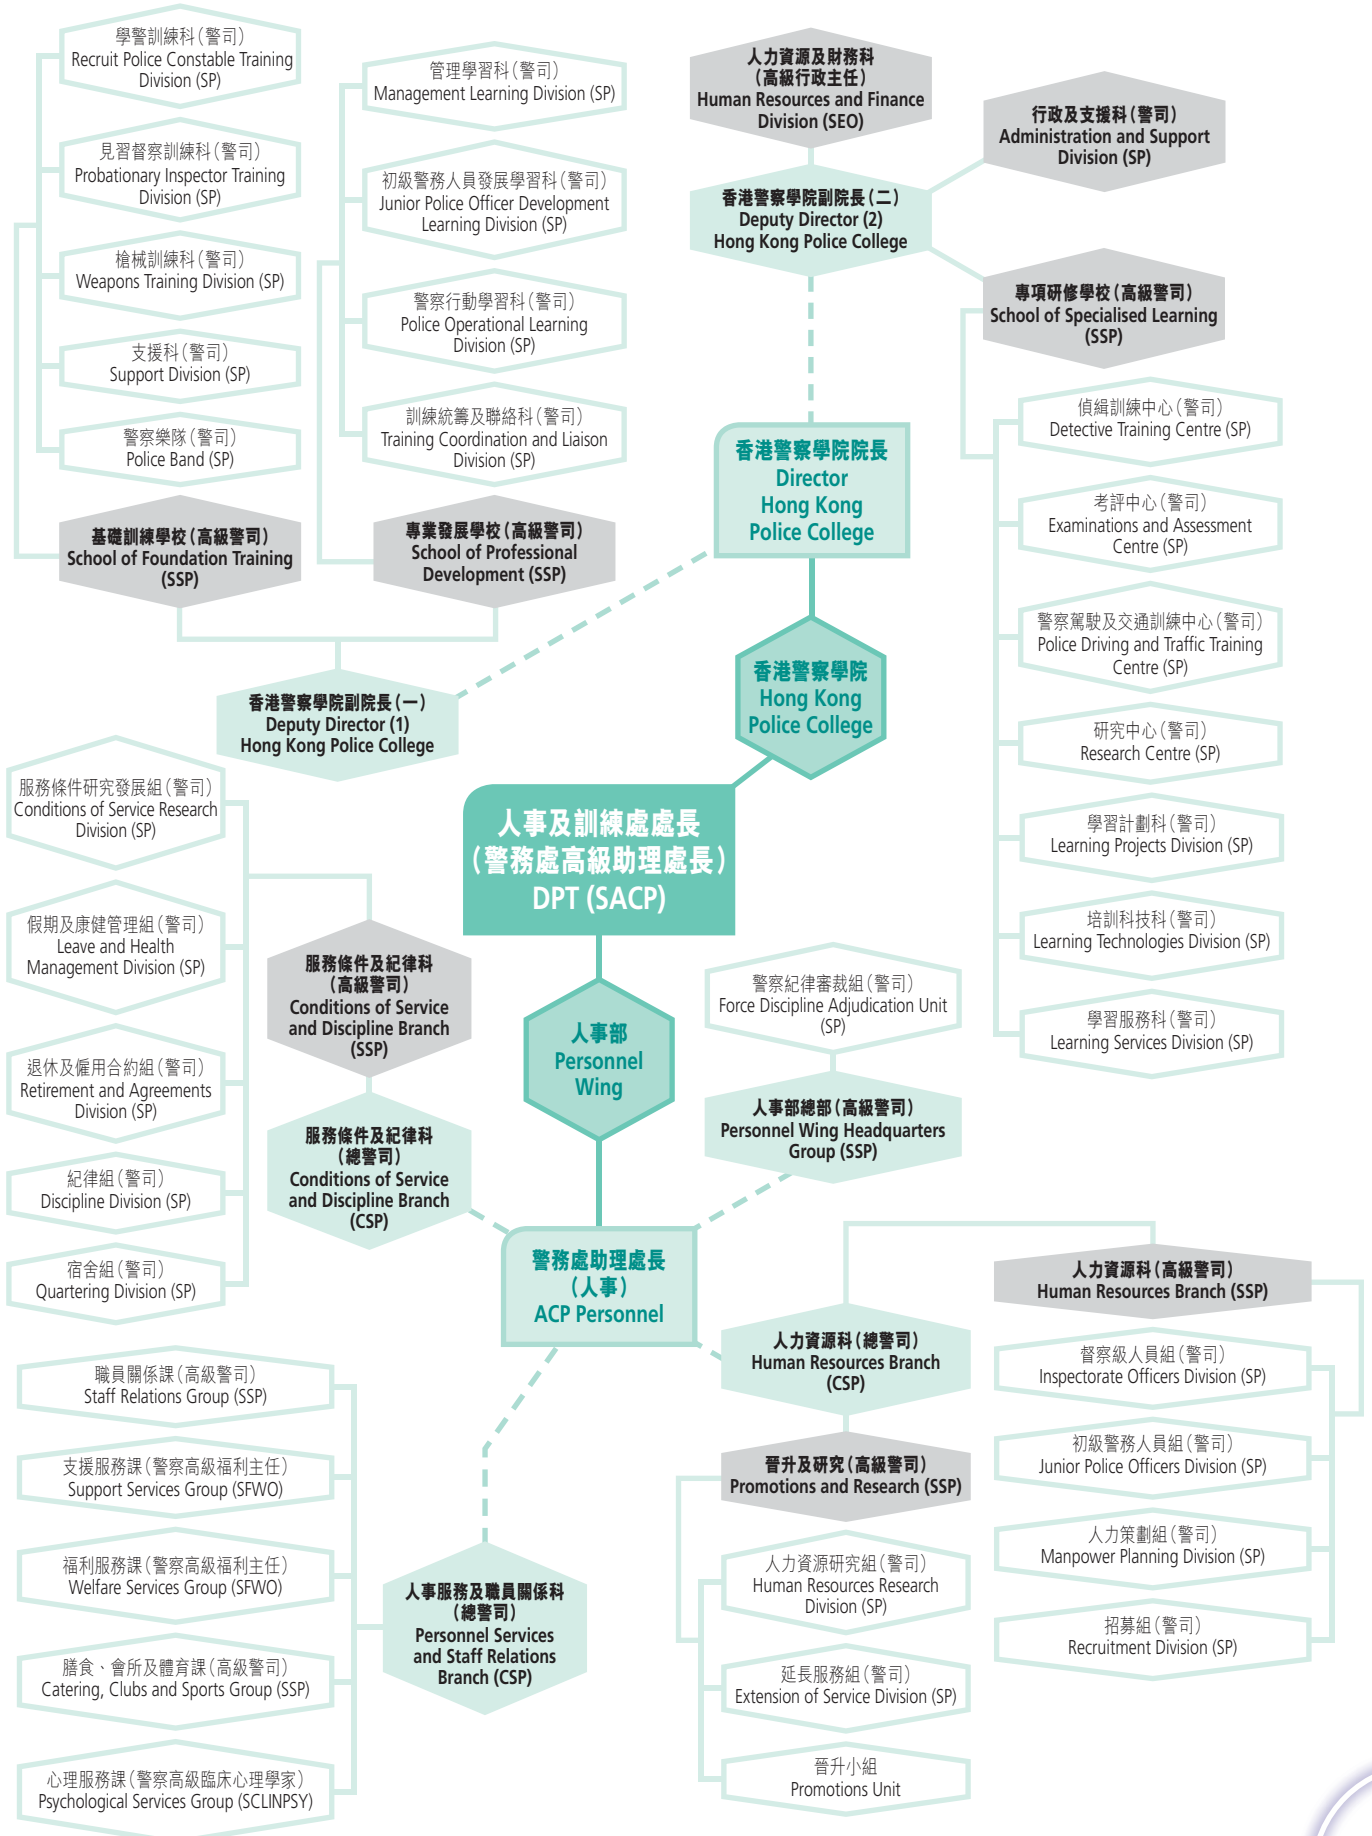 學警訓練科(警司)
Recruit Police Constable Training
Division (SP)
見習督察訓練科(警司)
Probationary Inspector Training
Division (SP)
槍械訓練科(警司)
Weapons Training Division (SP)
支援科(警司)
Support Division (SP)
警察樂隊(警司)
Police Band (SP)
基礎訓練學校(高級警司)
School of Foundation Training
(SSP)
管理學習科(警司)
Management Learning Division (SP)
初級警務人員發展學習科(警司)
Junior Police Officer Development
Learning Division (SP)
警察行動學習科(警司)
Police Operational Learning
Division (SP)
訓練統籌及聯絡科(警司)
Training Coordination and Liaison
Division (SP)
專業發展學校(高級警司)
School of Professional
Development (SSP)
香港警察學院副院長(一)
Deputy Director (1)
Hong Kong Police College
人力資源及財務科
(高級行政主任)
Human Resources and Finance
Division (SEO)
行政及支援科(警司)
Administration and Support
Division (SP)
香港警察學院副院長(二)
Deputy Director (2)
Hong Kong Police College
專項研修學校(高級警司)
School of Specialised Learning
(SSP)
偵緝訓練中心(警司)
Detective Training Centre (SP)
考評中心(警司)
Examinations and Assessment
Centre (SP)
警察駕駛及交通訓練中心(警司)
Police Driving and Traffic Training
Centre (SP)
研究中心(警司)
Research Centre (SP)
學習計劃科(警司)
Learning Projects Division (SP)
培訓科技科(警司)
Learning Technologies Division (SP)
學習服務科(警司)
Learning Services Division (SP)
香港警察學院院長
Director
Hong Kong
Police College
香港警察學院
Hong Kong
Police College
人事及訓練處處長
(警務處高級助理處長)
DPT (SACP)
人事部
Personnel
Wing
服務條件研究發展組(警司)
Conditions of Service Research
Division (SP)
假期及康健管理組(警司)
Leave and Health
Management Division (SP)
退休及僱用合約組(警司)
Retirement and Agreements
Division (SP)
紀律組(警司)
Discipline Division (SP)
宿舍組(警司)
Quartering Division (SP)
服務條件及紀律科
(高級警司)
Conditions of Service
and Discipline Branch
(SSP)
服務條件及紀律科
(總警司)
Conditions of Service
and Discipline Branch
(CSP)
警察紀律審裁組(警司)
Force Discipline Adjudication Unit
(SP)
人事部總部(高級警司)
Personnel Wing Headquarters
Group (SSP)
警務處助理處長
(人事)
ACP Personnel
人力資源科(總警司)
Human Resources Branch
(CSP)
人力資源科(高級警司)
Human Resources Branch (SSP)
督察級人員組(警司)
Inspectorate Officers Division (SP)
初級警務人員組(警司)
Junior Police Officers Division (SP)
人力策劃組(警司)
Manpower Planning Division (SP)
招募組(警司)
Recruitment Division (SP)
晉升及研究(高級警司)
Promotions and Research (SSP)
人力資源研究組(警司)
Human Resources Research
Division (SP)
延長服務組(警司)
Extension of Service Division (SP)
晉升小組
Promotions Unit
職員關係課(高級警司)
Staff Relations Group (SSP)
支援服務課(警察高級福利主任)
Support Services Group (SFWO)
福利服務課(警察高級福利主任)
Welfare Services Group (SFWO)
膳食、會所及體育課(高級警司)
Catering, Clubs and Sports Group (SSP)
心理服務課(警察高級臨床心理學家)
Psychological Services Group (SCLINPSY)
人事服務及職員關係科
(總警司)
Personnel Services
and Staff Relations
Branch (CSP)